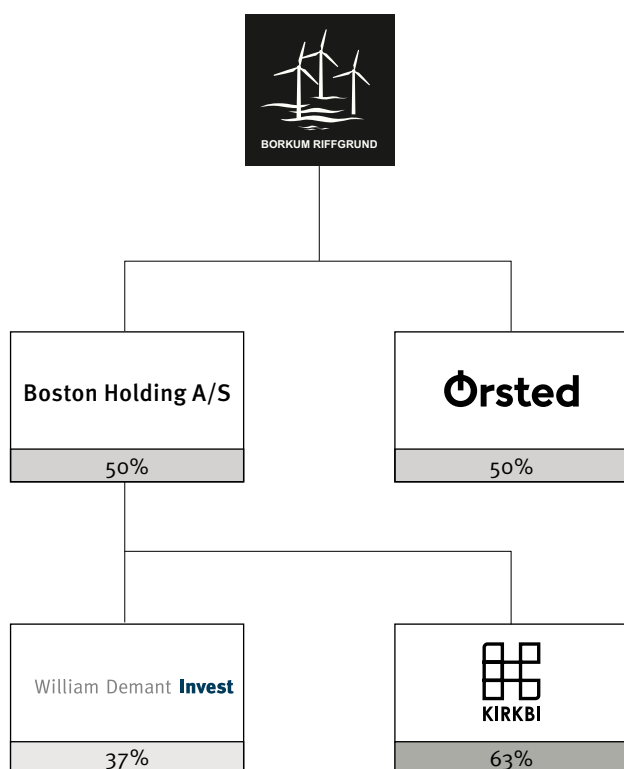 BORKUM RIFFGRUND
Boston Holding A/S
Ørsted
50%
50%
William Demant Invest
KIRKBI
37%
63%